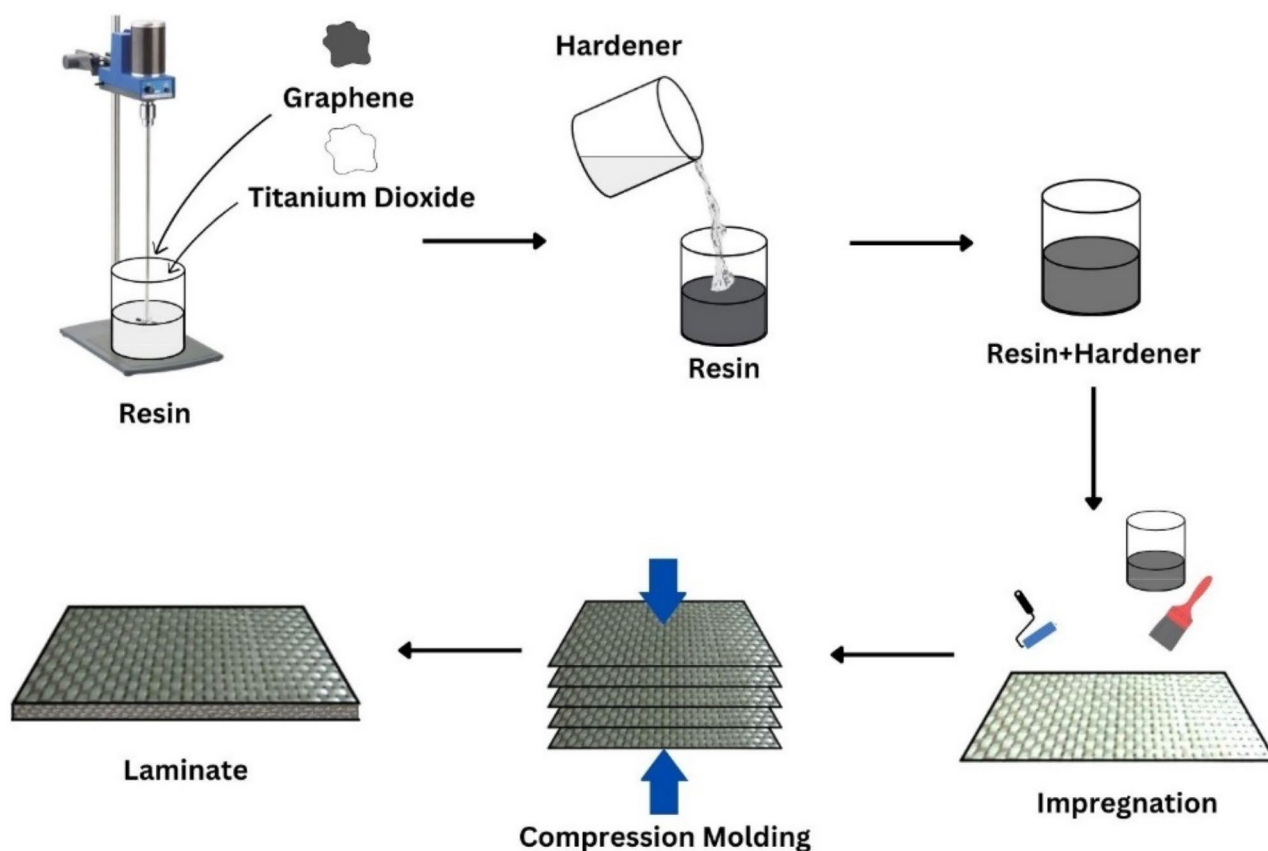 Graphene
Titanium Dioxide
Resin
Hardener
Resin
Resin+Hardener
Impregnation
Compression Molding
Laminate